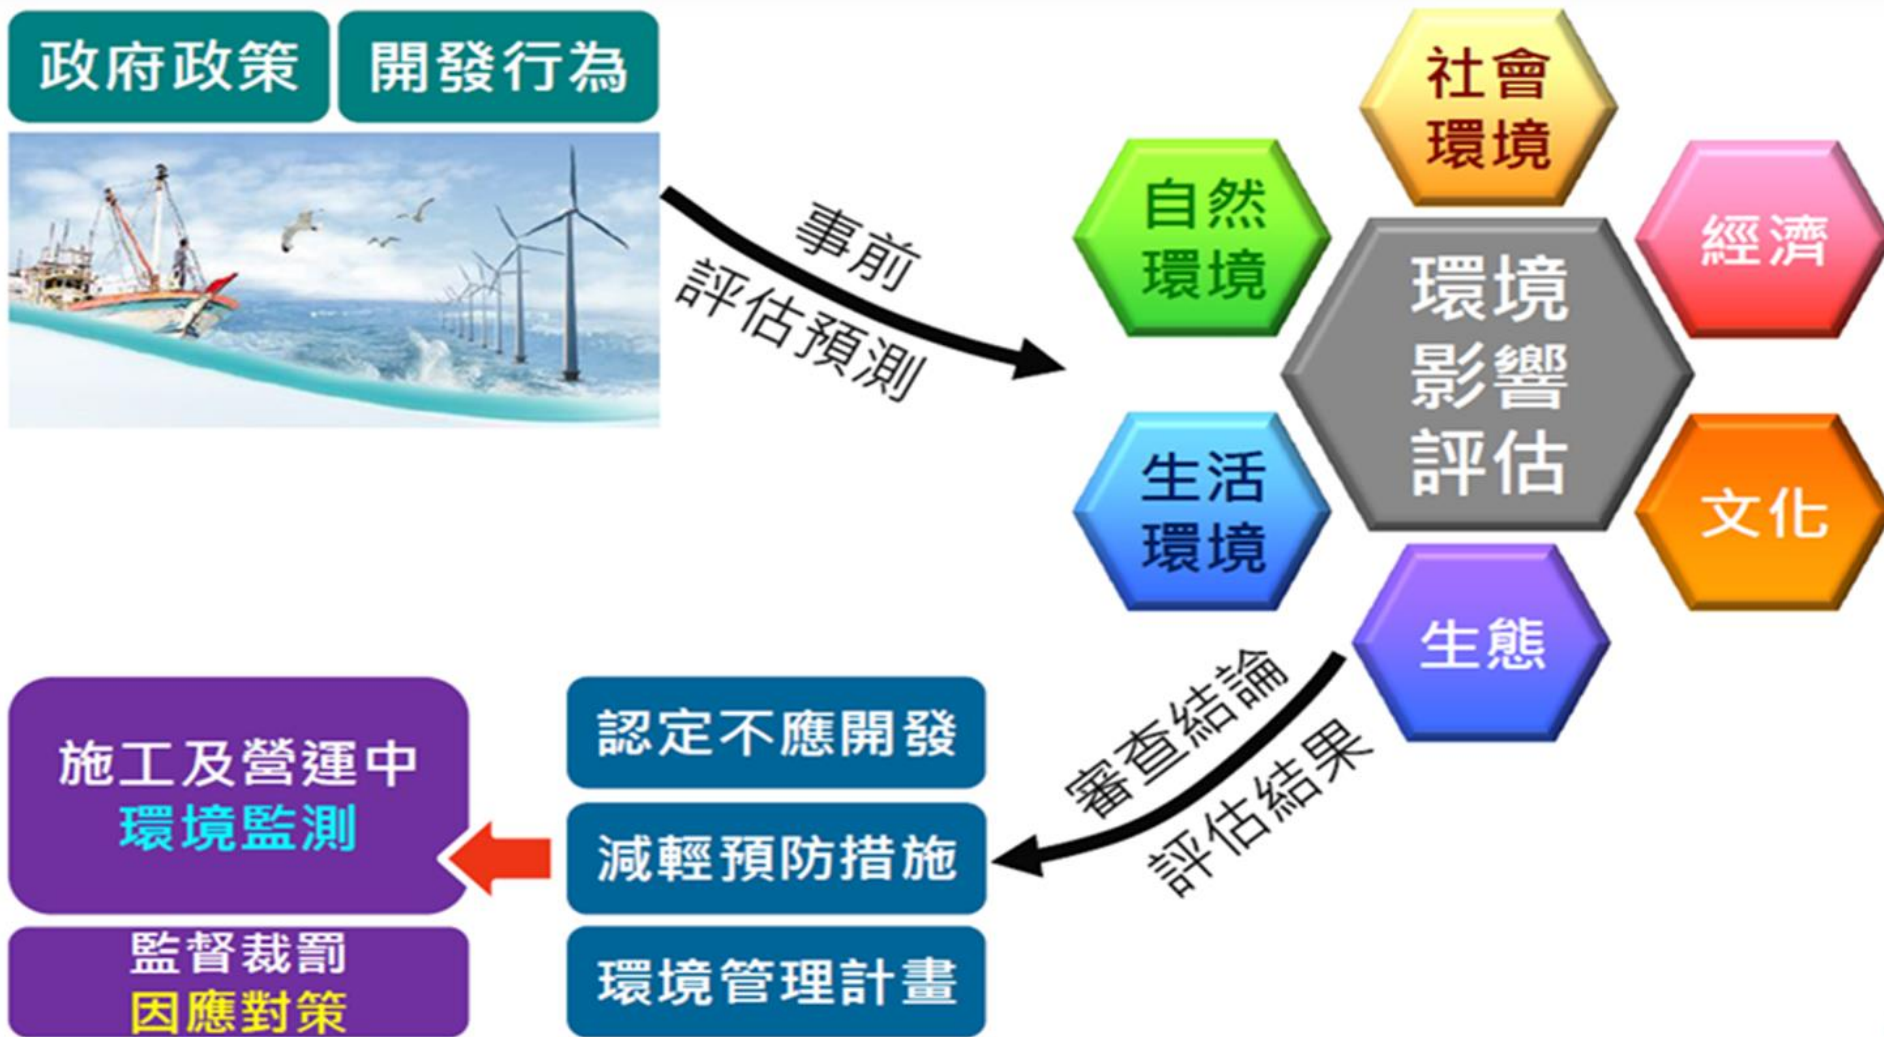 政府政策
開發行為
事前
評估預測
社會
環境
自然
環境
經濟
環境
影響
評估
生活
環境
文化
生態
審查結論
評估結果
認定不應開發
減輕預防措施
環境管理計畫
施工及營運中
環境監測
監督裁罰
因應對策